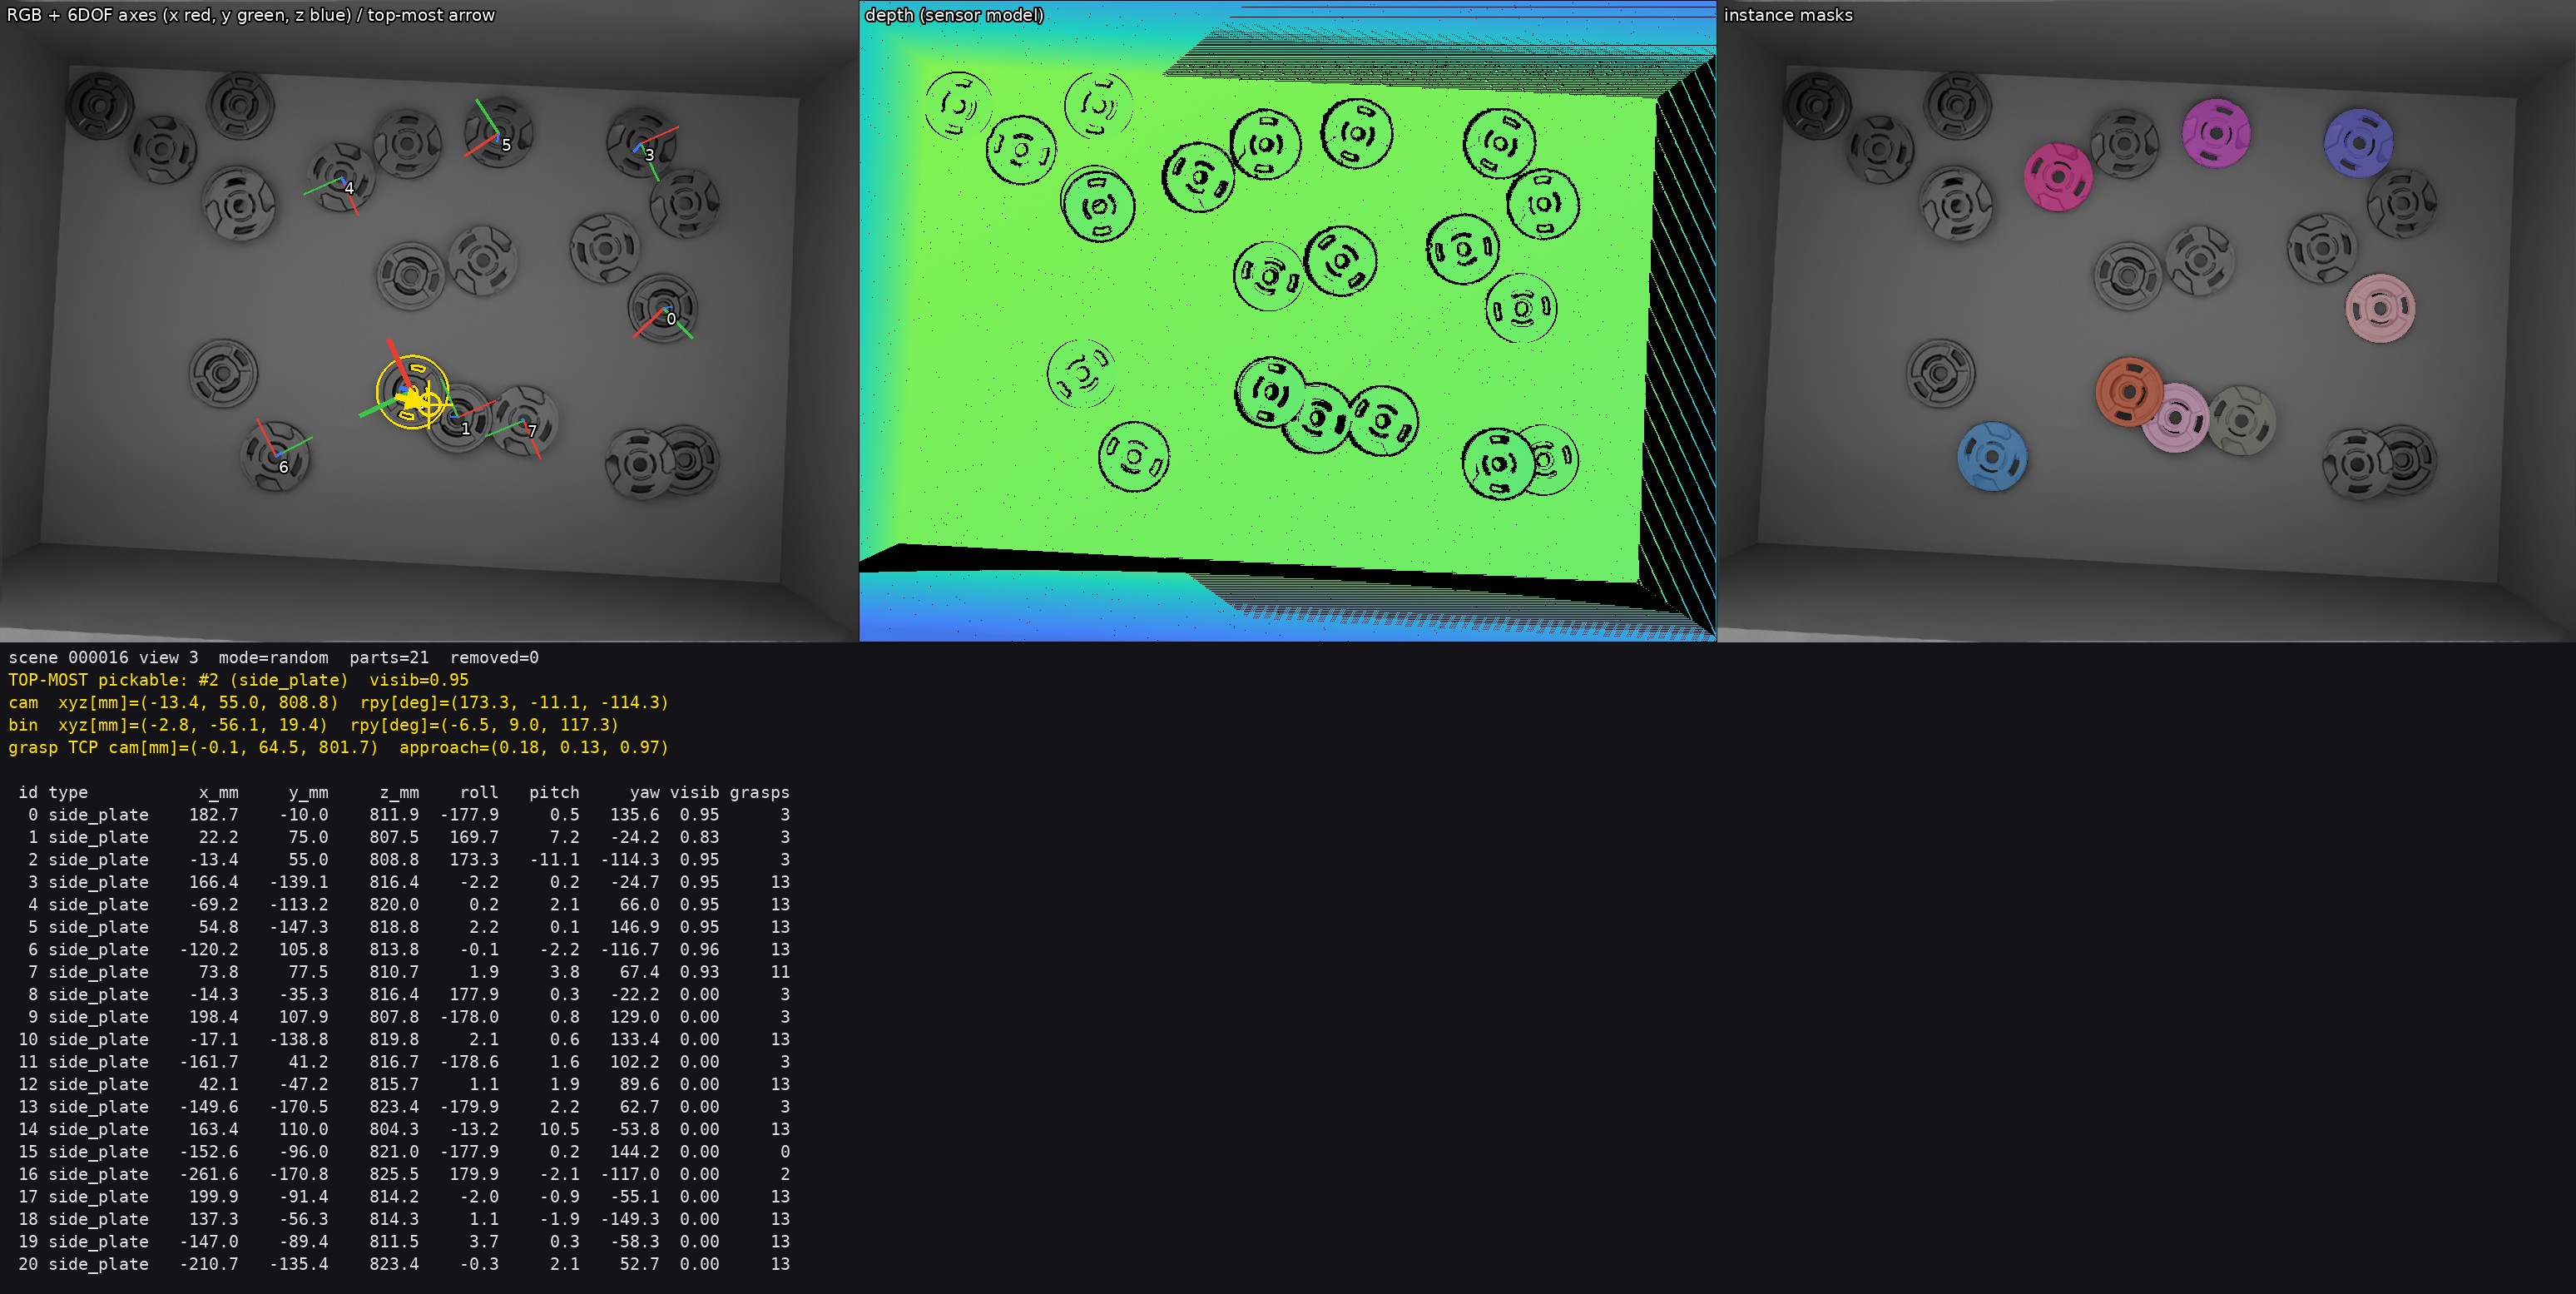 RGB + 6DOF axes (x red, y green, z blue) / top-most arrow
depth (sensor model)
instance masks
5
3
4
0
1
7
6
scene 000016 view 3  mode=random  parts=21  removed=0
TOP-MOST pickable: #2 (side_plate)  visib=0.95
cam  xyz[mm]=(-13.4, 55.0, 808.8)  rpy[deg]=(173.3, -11.1, -114.3)
bin  xyz[mm]=(-2.8, -56.1, 19.4)  rpy[deg]=(-6.5, 9.0, 117.3)
grasp TCP cam[mm]=(-0.1, 64.5, 801.7)  approach=(0.18, 0.13, 0.97)
id type x_mm y_mm z_mm roll pitch yaw visib grasps
0 side_plate 182.7 -10.0 811.9 -177.9 0.5 135.6 0.95 3
1 side_plate 22.2 75.0 807.5 169.7 7.2 -24.2 0.83 3
2 side_plate -13.4 55.0 808.8 173.3 -11.1 -114.3 0.95 3
3 side_plate 166.4 -139.1 816.4 -2.2 0.2 -24.7 0.95 13
4 side_plate -69.2 -113.2 820.0 0.2 2.1 66.0 0.95 13
5 side_plate 54.8 -147.3 818.8 2.2 0.1 146.9 0.95 13
6 side_plate -120.2 105.8 813.8 -0.1 -2.2 -116.7 0.96 13
7 side_plate 73.8 77.5 810.7 1.9 3.8 67.4 0.93 11
8 side_plate -14.3 -35.3 816.4 177.9 0.3 -22.2 0.00 3
9 side_plate 198.4 107.9 807.8 -178.0 0.8 129.0 0.00 3
10 side_plate -17.1 -138.8 819.8 2.1 0.6 133.4 0.00 13
11 side_plate -161.7 41.2 816.7 -178.6 1.6 102.2 0.00 3
12 side_plate 42.1 -47.2 815.7 1.1 1.9 89.6 0.00 13
13 side_plate -149.6 -170.5 823.4 -179.9 2.2 62.7 0.00 3
14 side_plate 163.4 110.0 804.3 -13.2 10.5 -53.8 0.00 13
15 side_plate -152.6 -96.0 821.0 -177.9 0.2 144.2 0.00 0
16 side_plate -261.6 -170.8 825.5 179.9 -2.1 -117.0 0.00 2
17 side_plate 199.9 -91.4 814.2 -2.0 -0.9 -55.1 0.00 13
18 side_plate 137.3 -56.3 814.3 1.1 -1.9 -149.3 0.00 13
19 side_plate -147.0 -89.4 811.5 3.7 0.3 -58.3 0.00 13
20 side_plate -210.7 -135.4 823.4 -0.3 2.1 52.7 0.00 13